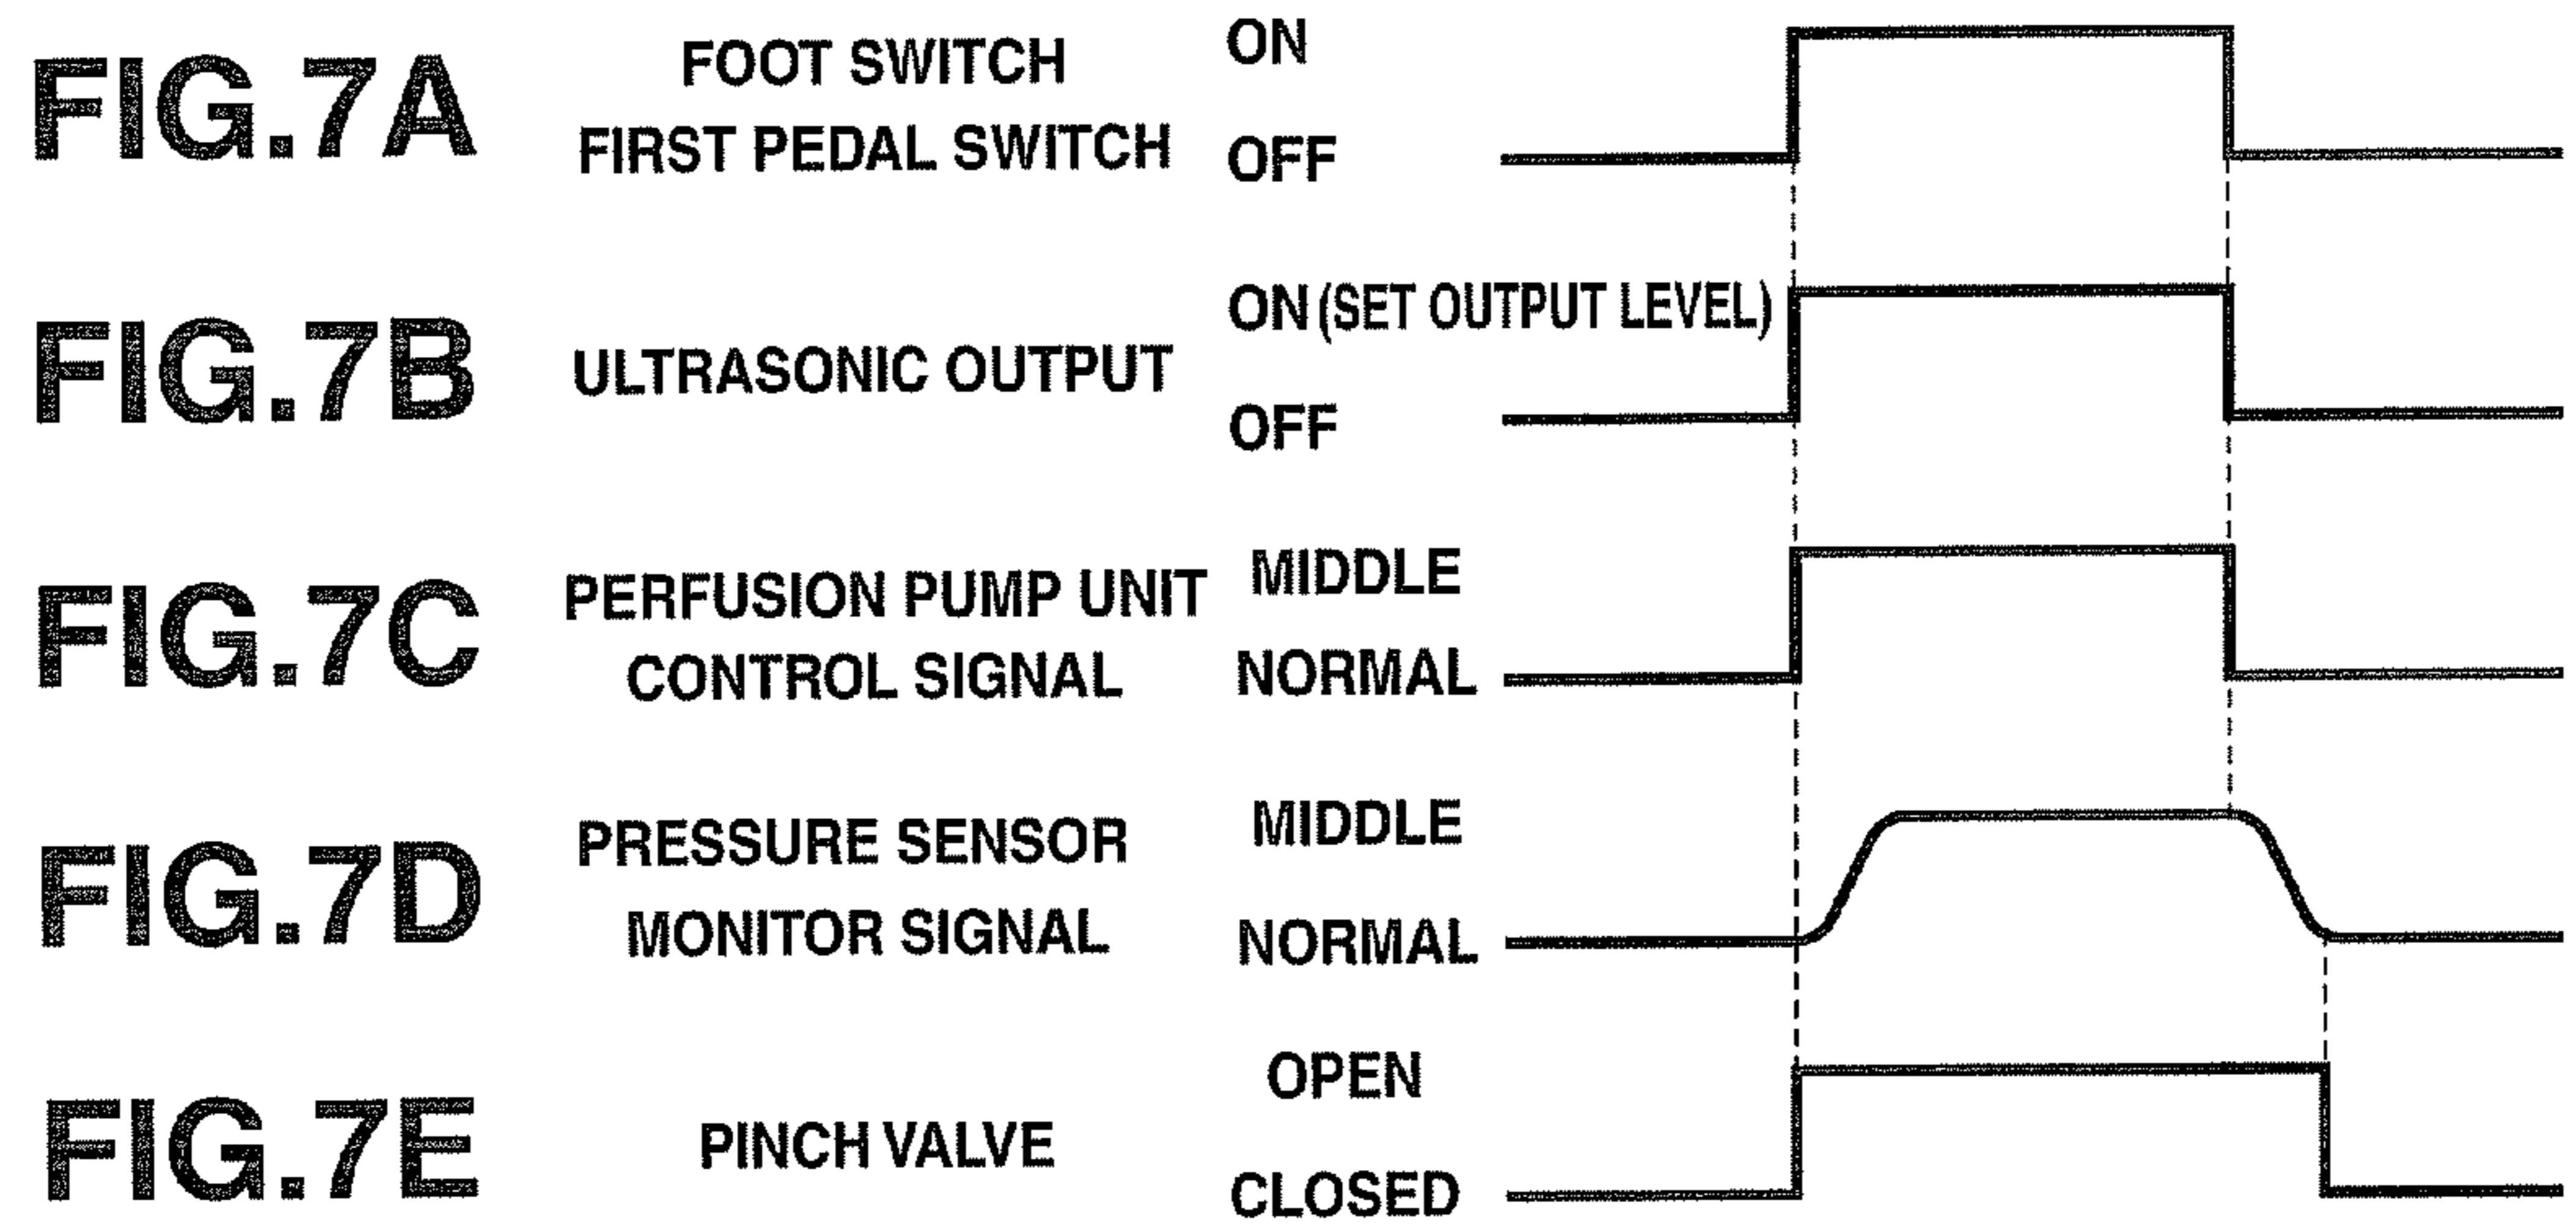 FIG.7A
FOOT SWITCH
FIRST PEDAL SWITCH
ON
OFF
FIG.7B
ULTRASONIC OUTPUT
ON (SET OUTPUT LEVEL)
OFF
FIG.7C
PERFUSION PUMP UNIT
CONTROL SIGNAL
MIDDLE
NORMAL
FIG.7D
PRESSURE SENSOR
MONITOR SIGNAL
MIDDLE
NORMAL
FIG.7E
PINCH VALVE
OPEN
CLOSED